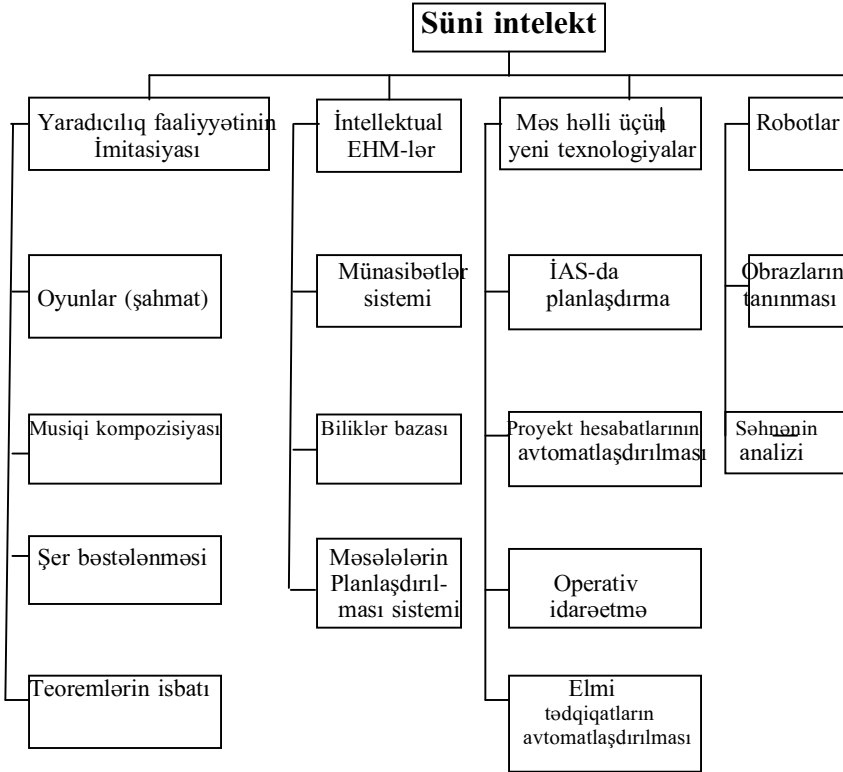 Süni intelekt
Yaradıcılıq faaliyyətinin
İmitasiyası
Oyunlar (şahmat)
Musiqi kompozisiyası
Şer bəstələnməsi
Teoremlərin isbatı
İntellektual
EHM-lər
Münasibətlər
sistemi
Biliklər bazası
Məsələlərin
Planlaşdırıl-
ması sistemi
Məs həlli üçün
yeni texnologiyalar
İAS-da
planlaşdırma
Proyekt hesabatlarının
avtomatlaşdırılması
Operativ
idarəetmə
Elmi
tədqiqatların
avtomatlaşdırılması
Robotlar
Obrazların
tanınması
Səhnənin
analizi